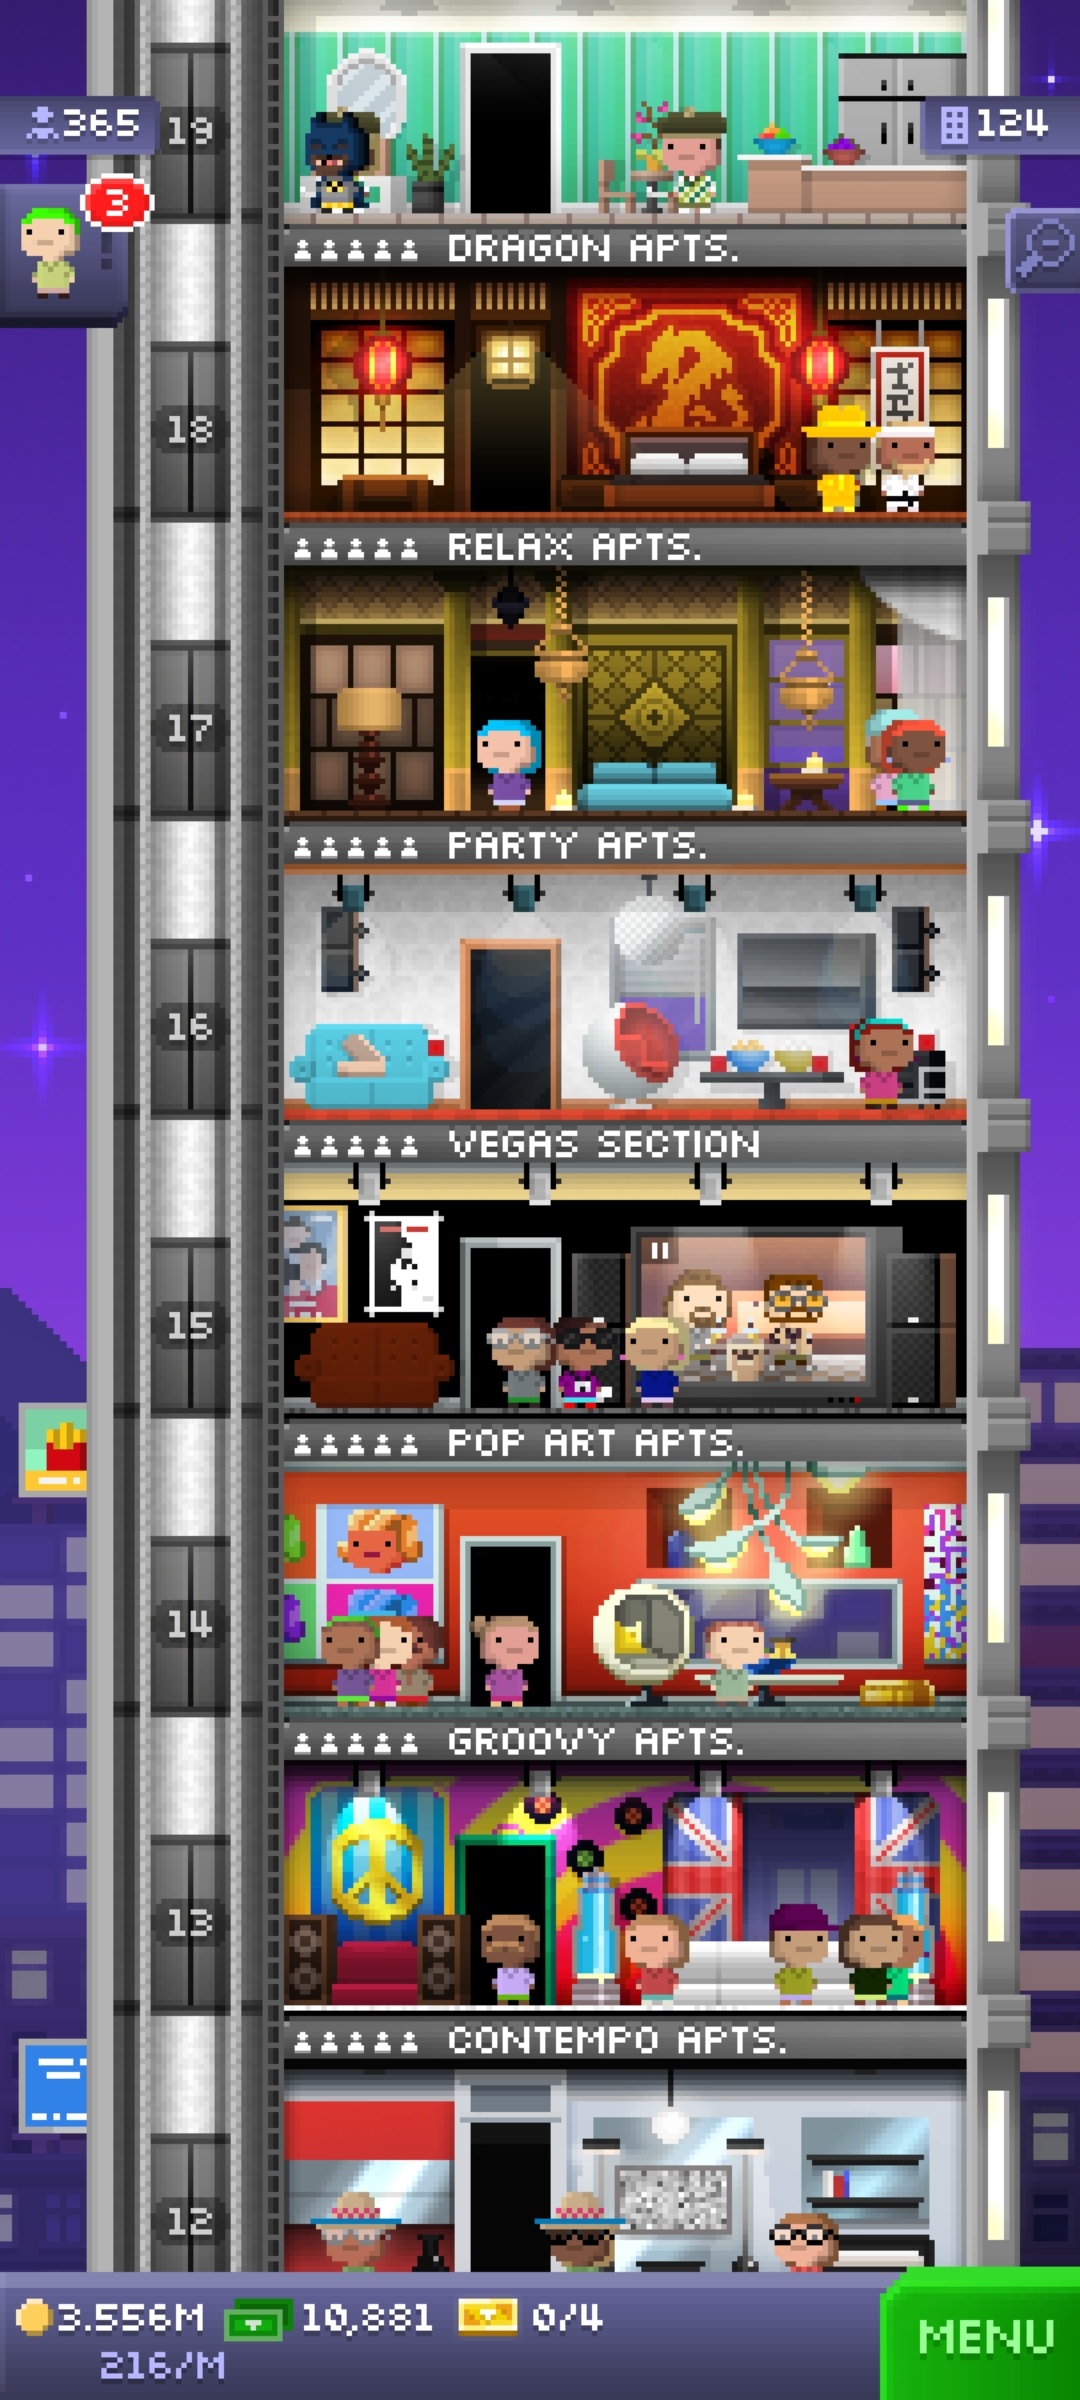 365
19
124
3
DRAGON APTS.
18
RELAX APTS.
17
PARTY APTS.
16
VEGAS SECTION
15
POP ART APTS.
14
GROOVY APTS.
13
CONTEMPO APTS.
12
3.556M
10,881
0/4
216/M
MENU